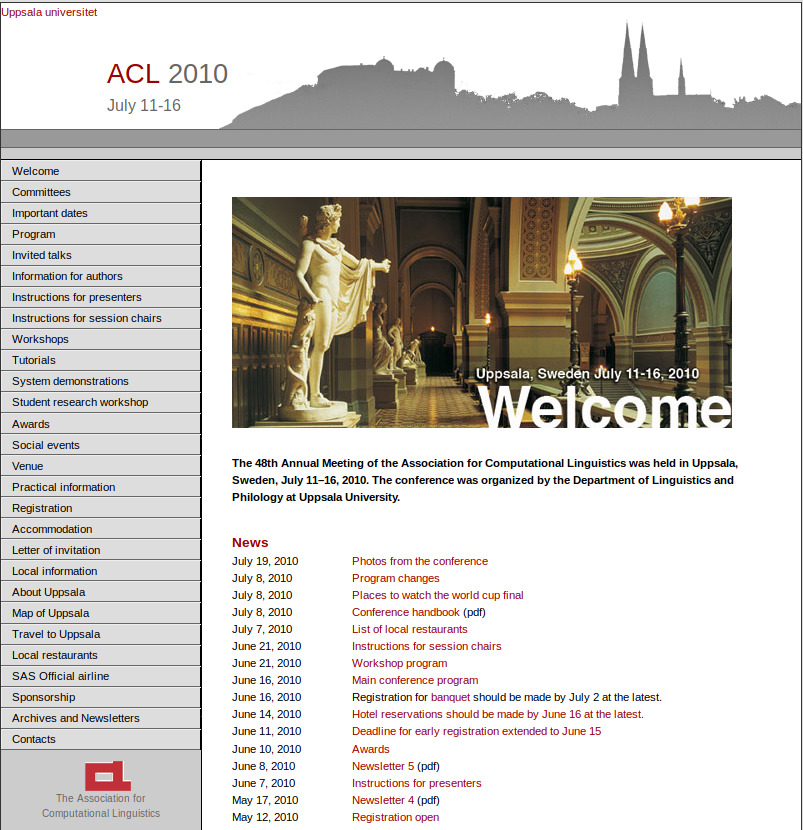 Uppsala universitet
ACL 2010
July 11-16
Welcome
Committees
Important dates
Program
Invited talks
Information for authors
Instructions for presenters
Instructions for session chairs
Workshops
Tutorials
System demonstrations
Student research workshop
Awards
Social events
Venue
Practical information
Registration
Accommodation
Letter of invitation
Local information
About Uppsala
Map of Uppsala
Travel to Uppsala
Local restaurants
SAS Official airline
Sponsorship
Archives and Newsletters
Contacts
The Association for
Computational Linguistics
Uppsala, Sweden July 11-16, 2010
Welcome
The 48th Annual Meeting of the Association for Computational Linguistics was held in Uppsala,
Sweden, July 11–16, 2010. The conference was organized by the Department of Linguistics and
Philology at Uppsala University.
News
July 19, 2010 Photos from the conference
July 8, 2010 Program changes
July 8, 2010 Places to watch the world cup final
July 8, 2010 Conference handbook (pdf)
July 7, 2010 List of local restaurants
June 21, 2010 Instructions for session chairs
June 21, 2010 Workshop program
June 16, 2010 Main conference program
June 16, 2010 Registration for banquet should be made by July 2 at the latest.
June 14, 2010 Hotel reservations should be made by June 16 at the latest.
June 11, 2010 Deadline for early registration extended to June 15
June 10, 2010 Awards
June 8, 2010 Newsletter 5 (pdf)
June 7, 2010 Instructions for presenters
May 17, 2010 Newsletter 4 (pdf)
May 12, 2010 Registration open